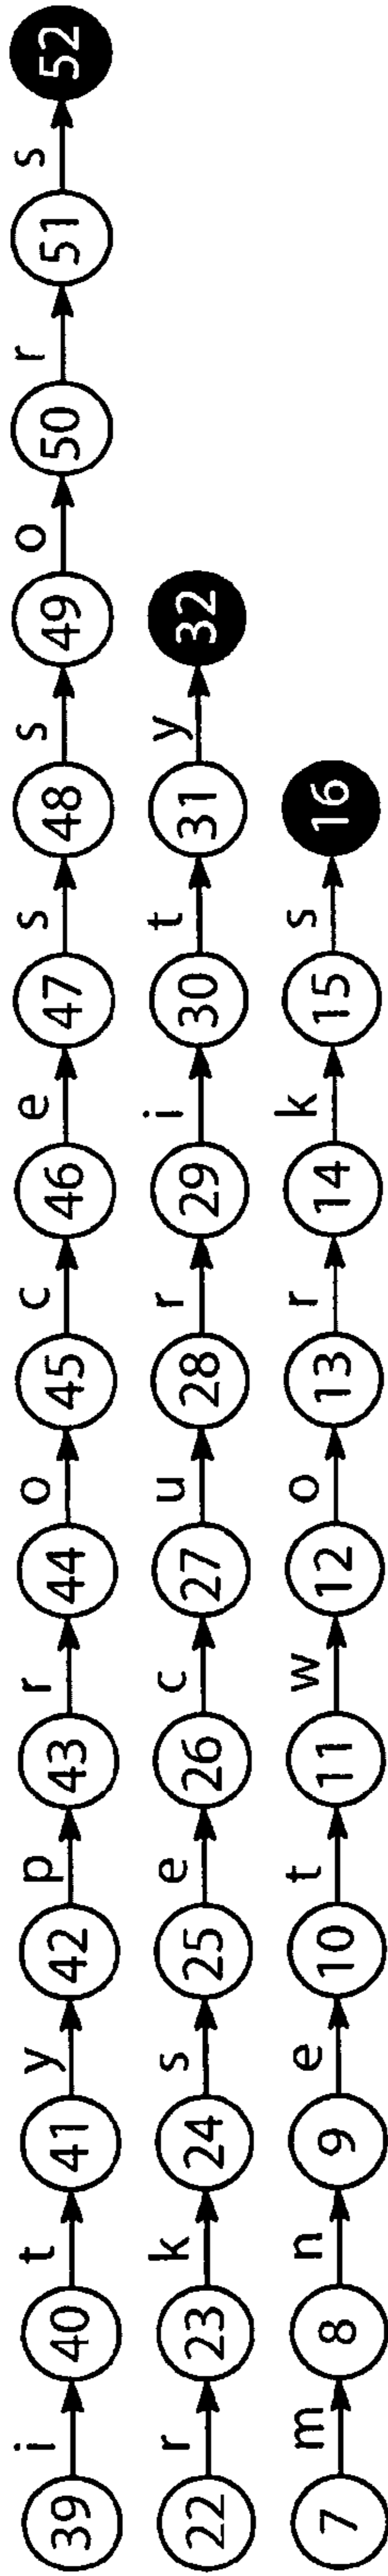 i t y p r o c e s s o r s
39 40 41 42 43 44 45 46 47 48 49 50 51 52
r k s e c u r i t y
22 23 24 25 26 27 28 29 30 31 32
m n e t w o r k s
7 8 9 10 11 12 13 14 15 16